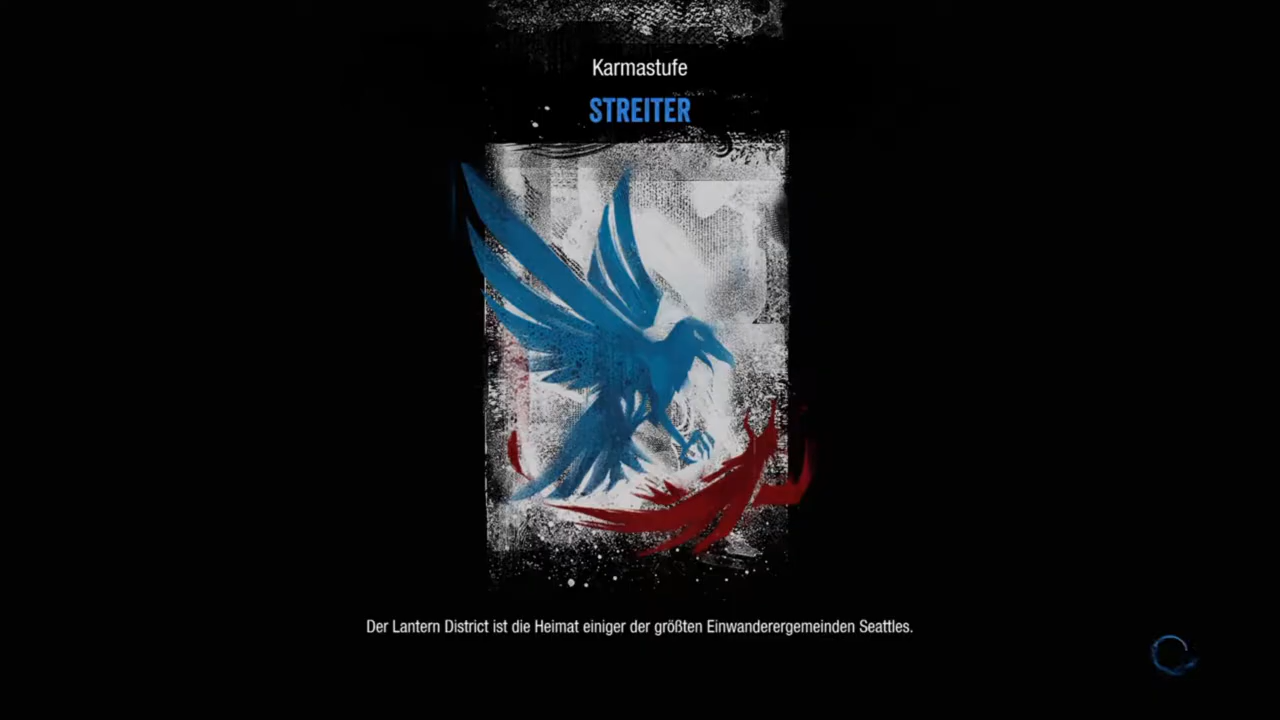 Karmastufe
STREITER
Der Lantern District ist die Heimat einiger der größten Einwanderergemeinden Seattles.